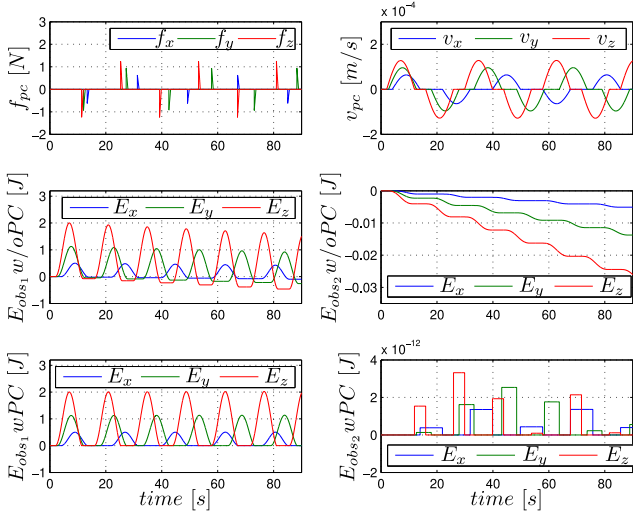 f_pc [N]
3
2
1
0
-1
-2
f_x f_y f_z
0 20 40 60 80
v_pc [m/s]
x 10^-4
2
0
-2
v_x v_y v_z
0 20 40 60 80
E_obs1 w/oPC [J]
3
2
1
0
-1
E_x E_y E_z
0 20 40 60 80
E_obs2 w/oPC [J]
0
-0.01
-0.02
-0.03
E_x E_y E_z
0 20 40 60 80
E_obs1 wPC [J]
3
2
1
0
-1
E_x E_y E_z
0 20 40 60 80
time [s]
E_obs2 wPC [J]
x 10^-12
4
2
0
-2
E_x E_y E_z
0 20 40 60 80
time [s]